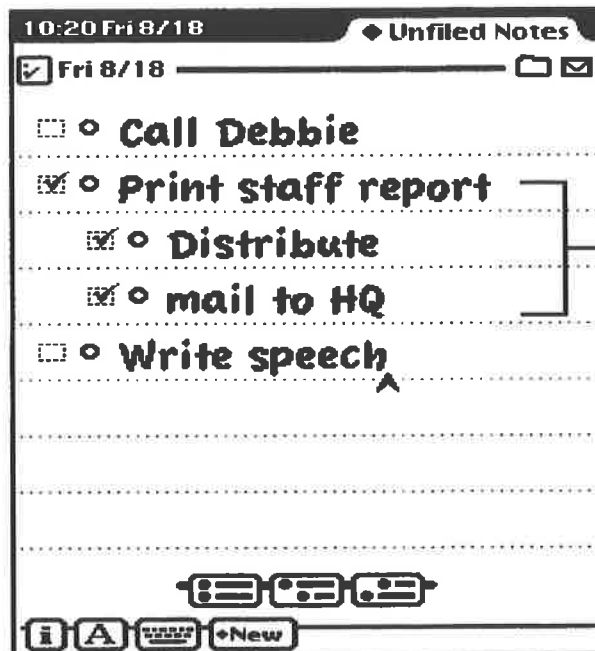 10:20 Fri 8/18
Unfiled Notes
Fri 8/18
Call Debbie
Print staff report
Distribute
mail to HQ
Write speech
i A New